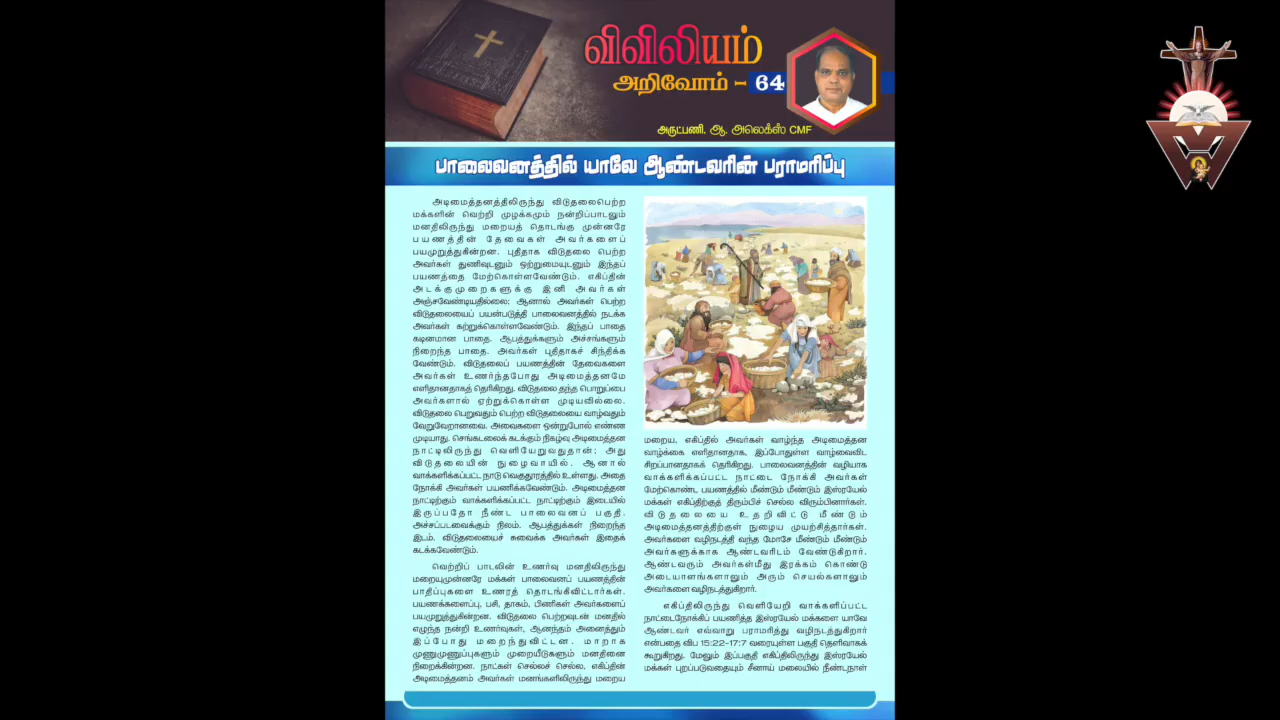 விவிலியம்
அறிவோம் - 64
அருட்பணி. ஆ. அலெக்ஸ் CMF
பாலைவனத்தில் யாவே ஆண்டவரின் பராமரிப்பு
அடிமைத்தனத்திலிருந்து விடுதலைபெற்ற
மக்களின் வெற்றி முழக்கமும் நன்றிப்பாடலும்
மனதிலிருந்து மறையத் தொடங்கு முன்னரே
பயணத்தின் தேவைகள் அவர்களைப்
பயமுறுத்துகின்றன. புதிதாக விடுதலை பெற்ற
அவர்கள் துணிவுடனும் ஒற்றுமையுடனும் இந்தப்
பயணத்தை மேற்கொள்ளவேண்டும். எகிப்தின்
அடக்குமுறைகளுக்கு இனி அவர்கள்
அஞ்சவேண்டியதில்லை; ஆனால் அவர்கள் பெற்ற
விடுதலையைப் பயன்படுத்தி பாலைவனத்தில் நடக்க
அவர்கள் கற்றுக்கொள்ளவேண்டும். இந்தப் பாதை
கடினமான பாதை. ஆபத்துக்களும் அச்சங்களும்
நிறைந்த பாதை. அவர்கள் புதிதாகச் சிந்திக்க
வேண்டும். விடுதலைப் பயணத்தின் தேவைகளை
அவர்கள் உணர்ந்தபோது அடிமைத்தனமே
எளிதானதாகத் தெரிகிறது. விடுதலை தந்த பொறுப்பை
அவர்களால் ஏற்றுக்கொள்ள முடியவில்லை.
விடுதலை பெறுவதும் பெற்ற விடுதலையை வாழ்வதும்
வேறுவேறானவை. அவைகளை ஒன்றுபோல் எண்ண
முடியாது. செங்கடலைக் கடக்கும் நிகழ்வு அடிமைத்தன
நாட்டிலிருந்து வெளியேறுவதுதான்; அது
விடுதலையின் நுழைவாயில். ஆனால்
வாக்களிக்கப்பட்ட நாடு வெகுதூரத்தில் உள்ளது. அதை
நோக்கி அவர்கள் பயணிக்கவேண்டும். அடிமைத்தன
நாட்டிற்கும் வாக்களிக்கப்பட்ட நாட்டிற்கும் இடையில்
இருப்பதோ நீண்ட பாலைவனப் பகுதி.
அச்சப்படவைக்கும் நிலம். ஆபத்துக்கள் நிறைந்த
இடம். விடுதலையைச் சுவைக்க அவர்கள் இதைக்
கடக்கவேண்டும்.
வெற்றிப் பாடலின் உணர்வு மனதிலிருந்து
மறையுமுன்னரே மக்கள் பாலைவனப் பயணத்தின்
பாதிப்புகளை உணரத் தொடங்கிவிட்டார்கள்.
பயணக்களைப்பு, பசி, தாகம், பிணிகள் அவர்களைப்
பயமுறுத்துகின்றன. விடுதலை பெற்றவுடன் மனதில்
எழுந்த நன்றி உணர்வுகள், ஆனந்தம் அனைத்தும்
இப்போது மறைந்துவிட்டன. மாறாக
முணுமுணுப்புகளும் முறையீடுகளும் மனதினை
நிறைக்கின்றன. நாட்கள் செல்லச் செல்ல, எகிப்தின்
அடிமைத்தனம் அவர்கள் மனங்களிலிருந்து மறைய
மறைய, எகிப்தில் அவர்கள் வாழ்ந்த அடிமைத்தன
வாழ்க்கை எளிதானதாக, இப்போதுள்ள வாழ்வைவிட
சிறப்பானதாகக் தெரிகிறது. பாலைவனத்தின் வழியாக
வாக்களிக்கப்பட்ட நாட்டை நோக்கி அவர்கள்
மேற்கொண்ட பயணத்தில் மீண்டும் மீண்டும் இஸ்ரயேல்
மக்கள் எகிப்திற்குத் திரும்பிச் செல்ல விரும்பினார்கள்.
விடுதலையை உதறிவிட்டு மீண்டும்
அடிமைத்தனத்திற்குள் நுழைய முயற்சித்தார்கள்.
அவர்களை வழிநடத்தி வந்த மோசே மீண்டும் மீண்டும்
அவர்களுக்காக ஆண்டவரிடம் வேண்டுகிறார்.
ஆண்டவரும் அவர்கள்மீது இரக்கம் கொண்டு
அடையாளங்களாலும் அரும் செயல்களாலும்
அவர்களை வழிநடத்துகிறார்.
எகிப்திலிருந்து வெளியேறி வாக்களிப்பட்ட
நாட்டைநோக்கிப் பயணித்த இஸ்ரயேல் மக்களை யாவே
ஆண்டவர் எவ்வாறு பராமரித்து வழிநடத்துகிறார்
என்பதை விப 15:22-17:7 வரையுள்ள பகுதி தெளிவாகக்
கூறுகிறது. மேலும் இப்பகுதி எகிப்திலிருந்து இஸ்ரயேல்
மக்கள் புறப்படுவதையும் சீனாய் மலையில் நீண்டநாள்